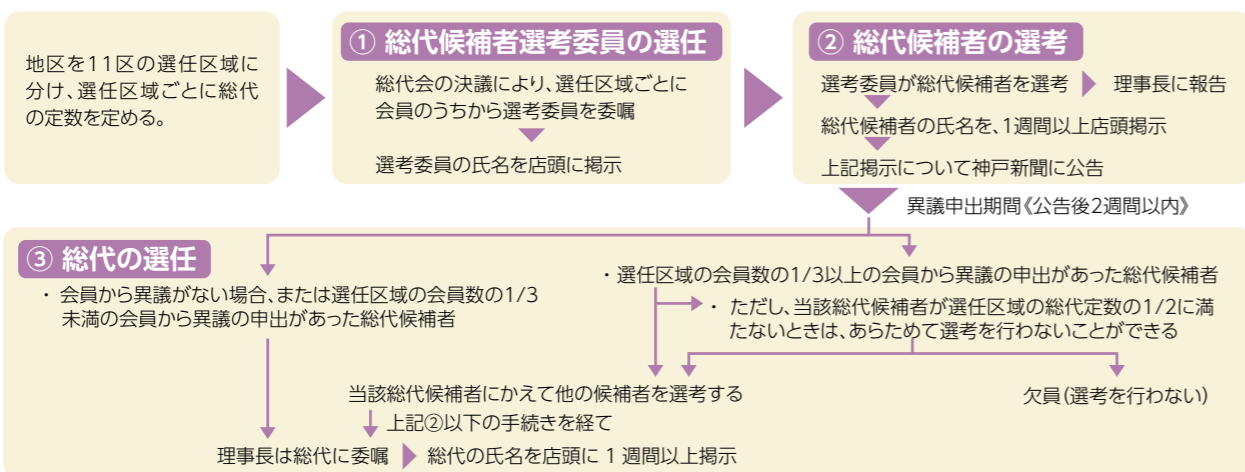 地区を11区の選任区域に
分け、選任区域ごとに総代
の定数を定める。
① 総代候補者選考委員の選任
総代会の決議により、選任区域ごとに
会員のうちから選考委員を委嘱
選考委員の氏名を店頭に掲示
② 総代候補者の選考
選考委員が総代候補者を選考 理事長に報告
総代候補者の氏名を、1週間以上店頭掲示
上記掲示について神戸新聞に公告
異議申出期間《公告後2週間以内》
③ 総代の選任
・ 会員から異議がない場合、または選任区域の会員数の1/3
未満の会員から異議の申出があった総代候補者
・ 選任区域の会員数の1/3以上の会員から異議の申出があった総代候補者
・ ただし、当該総代候補者が選任区域の総代定数の1/2に満
たないときは、あらためて選考を行わないことができる
当該総代候補者にかえて他の候補者を選考する
欠員(選考を行わない)
上記②以下の手続きを経て
理事長は総代に委嘱 総代の氏名を店頭に 1 週間以上掲示